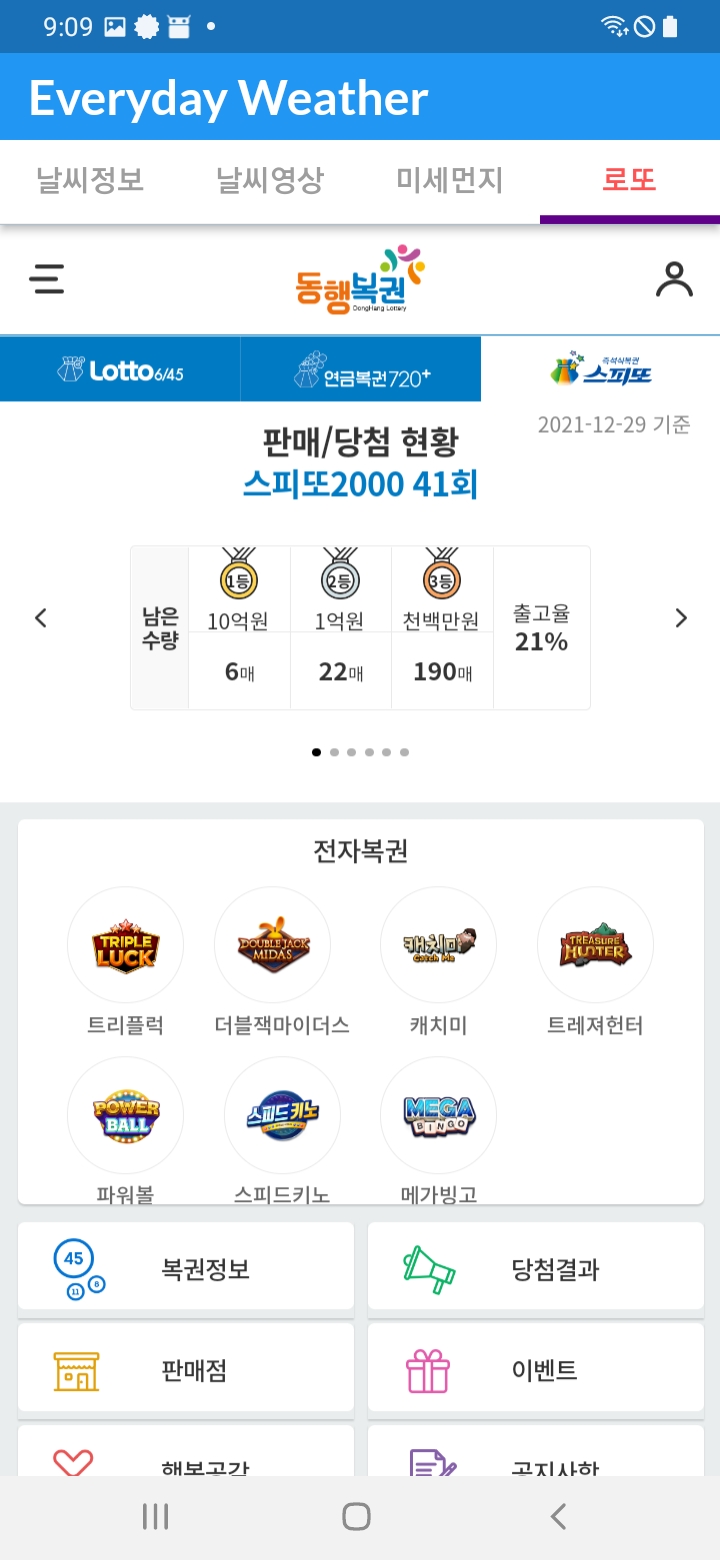 9:09
Everyday Weather
날씨정보 날씨영상 미세먼지 로또
동행복권
DongHang Lottery
Lotto6/45 연금복권720+ 즉석식복권 스피또
2021-12-29 기준
판매/당첨 현황
스피또2000 41회
남은 수량
1등 2등 3등
10억원 1억원 천백만원
6매 22매 190매
출고율
21%
전자복권
TRIPLE LUCK
DOUBLE JACK MIDAS
캐치미 Catch Me
TREASURE HUNTER
트리플럭 더블잭마이더스 캐치미 트레져헌터
POWER BALL
스피드키노
MEGA BINGO
파워볼 스피드키노 메가빙고
45 11 6
복권정보 당첨결과
판매점 이벤트
행복공감 공지사항